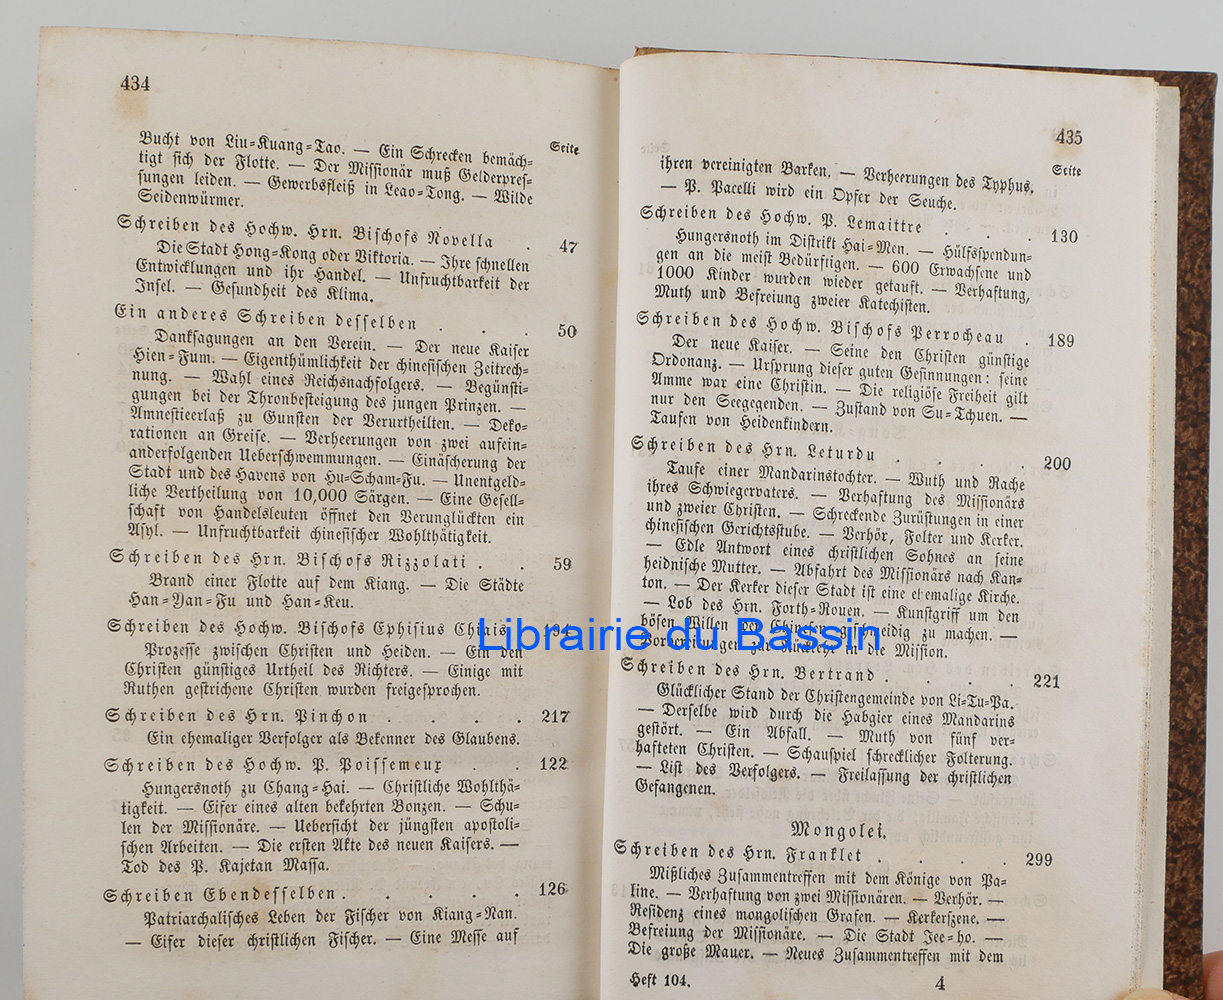 434
Seite
Bucht von Liu-Kuang-Tao. — Ein Schrecken bemäch-
tigt sich der Flotte. — Der Missionär muß Gelderpres-
sungen leiden. — Gewerbsfleiß in Leao-Tong. — Wilde
Seidenwürmer.
Schreiben des Hochw. Hrn. Bischofs Novella . 47
Die Stadt Hong-Kong oder Viktoria. — Ihre schnellen
Entwicklungen und ihr Handel. — Unfruchtbarkeit der
Insel. — Gesundheit des Klima.
Ein anderes Schreiben desselben . . . 50
Danksagungen an den Verein. — Der neue Kaiser
Hien-Fum. — Eigenthümlichkeit der chinesischen Zeitrech-
nung. — Wahl eines Reichsnachfolgers. — Begünsti-
gungen bei der Thronbesteigung des jungen Prinzen. —
Amnestieerlaß zu Gunsten der Verurtheilten. — Deko-
rationen an Greise. — Verheerungen von zwei aufein-
anderfolgenden Ueberschwemmungen. — Einäscherung der
Stadt und des Havens von Hu-Scham-Fu. — Unentgeld-
liche Vertheilung von 10,000 Särgen. — Eine Gesell-
schaft von Handelsleuten öffnet den Verunglückten ein
Asyl. — Unfruchtbarkeit chinesischer Wohlthätigkeit.
Schreiben des Hrn. Bischofs Rizzolati . . 59
Brand einer Flotte auf dem Kiang. — Die Städte
Han-Yan-Fu und Han-Keu.
Schreiben des Hochw. Bischofs Ephisius Chiais 194
Prozesse zwischen Christen und Heiden. — Ein den
Christen günstiges Urtheil des Richters. — Einige mit
Ruthen gestrichene Christen wurden freigesprochen.
Schreiben des Hrn. Pinchon . . . . 217
Ein ehemaliger Verfolger als Bekenner des Glaubens.
Schreiben des Hochw. P. Poissemeux . . 122
Hungersnoth zu Chang-Hai. — Christliche Wohlthä-
tigkeit. — Eifer eines alten bekehrten Bonzen. — Schu-
len der Missionäre. — Uebersicht der jüngsten apostoli-
schen Arbeiten. — Die ersten Akte des neuen Kaisers. —
Tod des P. Kajetan Massa.
Schreiben Ebendesselben . . . . . 126
Patriarchalisches Leben der Fischer von Kiang-Nan.
— Eifer dieser christlichen Fischer. — Eine Messe auf
435
Seite
ihren vereinigten Barken. — Verheerungen des Typhus.
— P. Pacelli wird ein Opfer der Seuche.
Schreiben des Hochw. P. Lemaittre . . . 130
Hungersnoth im Distrikt Hai-Men. — Hülfsspendun-
gen an die meist Bedürftigen. — 600 Erwachsene und
1000 Kinder wurden wieder getauft. — Verhaftung,
Muth und Befreiung zweier Katechisten.
Schreiben des Hochw. Bischofs Perrocheau . 189
Der neue Kaiser. — Seine den Christen günstige
Ordonanz. — Ursprung dieser guten Gesinnungen: seine
Amme war eine Christin. — Die religiöse Freiheit gilt
nur den Seegegenden. — Zustand von Su-Tchuen. —
Taufen von Heidenkindern.
Schreiben des Hrn. Leturdu . . . . 200
Taufe einer Mandarinstochter. — Wuth und Rache
ihres Schwiegervaters. — Verhaftung des Missionärs
und zweier Christen. — Schreckende Zurüstungen in einer
chinesischen Gerichtsstube. — Verhör, Folter und Kerker.
— Edle Antwort eines christlichen Sohnes an seine
heidnische Mutter. — Abfahrt des Missionärs nach Kan-
ton. — Der Kerker dieser Stadt ist eine ehemalige Kirche.
— Lob des Hrn. Forth-Rouen. — Kunstgriff um den
bösen Willen der Chinesen geschmeidig zu machen. —
Vorbereitungen zur Rückkehr in die Mission.
Schreiben des Hrn. Bertrand . . . . 221
Glücklicher Stand der Christengemeinde von Li-Tu-Pa.
— Derselbe wird durch die Habgier eines Mandarins
gestört. — Ein Abfall. — Muth von fünf ver-
hafteten Christen. — Schauspiel schrecklicher Folterung.
— List des Verfolgers. — Freilassung der christlichen
Gefangenen.
Mongolei.
Schreiben des Hrn. Franklet . . . . 299
Mißliches Zusammentreffen mit dem Könige von Pa-
line. — Verhaftung von zwei Missionären. — Verhör. —
Residenz eines mongolischen Grafen. — Kerkerszene. —
Befreiung der Missionäre. — Die Stadt Jee-ho. —
Die große Mauer. — Neues Zusammentreffen mit dem
Heft 104. 4
Librairie du Bassin